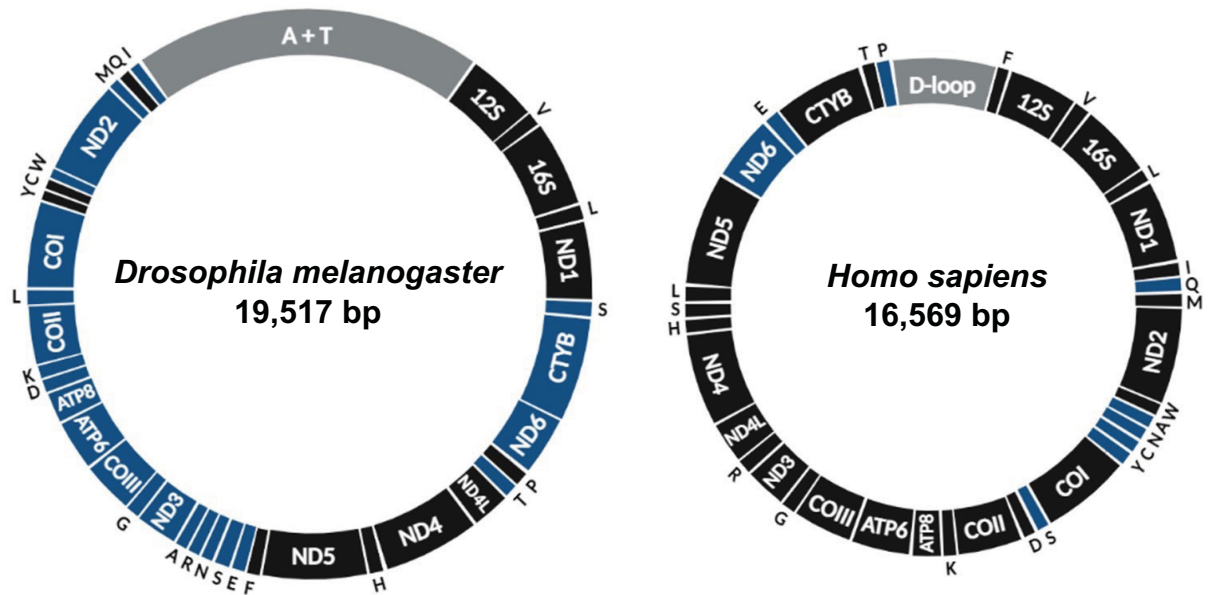 A+T
12S
V
16S
L
ND1
S
CTYB
ND6
P
T
ND4L
ND4
H
ND5
F
E
S
N
R
A
ND3
G
COIII
ATP6
ATP8
D
K
COII
L
COI
Y
C
W
ND2
M
Q
I
Drosophila melanogaster
19,517 bp
D-loop
F
12S
V
16S
L
ND1
I
Q
M
ND2
W
A
N
C
Y
COI
S
D
COII
K
ATP8
ATP6
COIII
G
ND3
R
ND4L
ND4
H
S
L
ND5
ND6
E
CTYB
T
P
Homo sapiens
16,569 bp